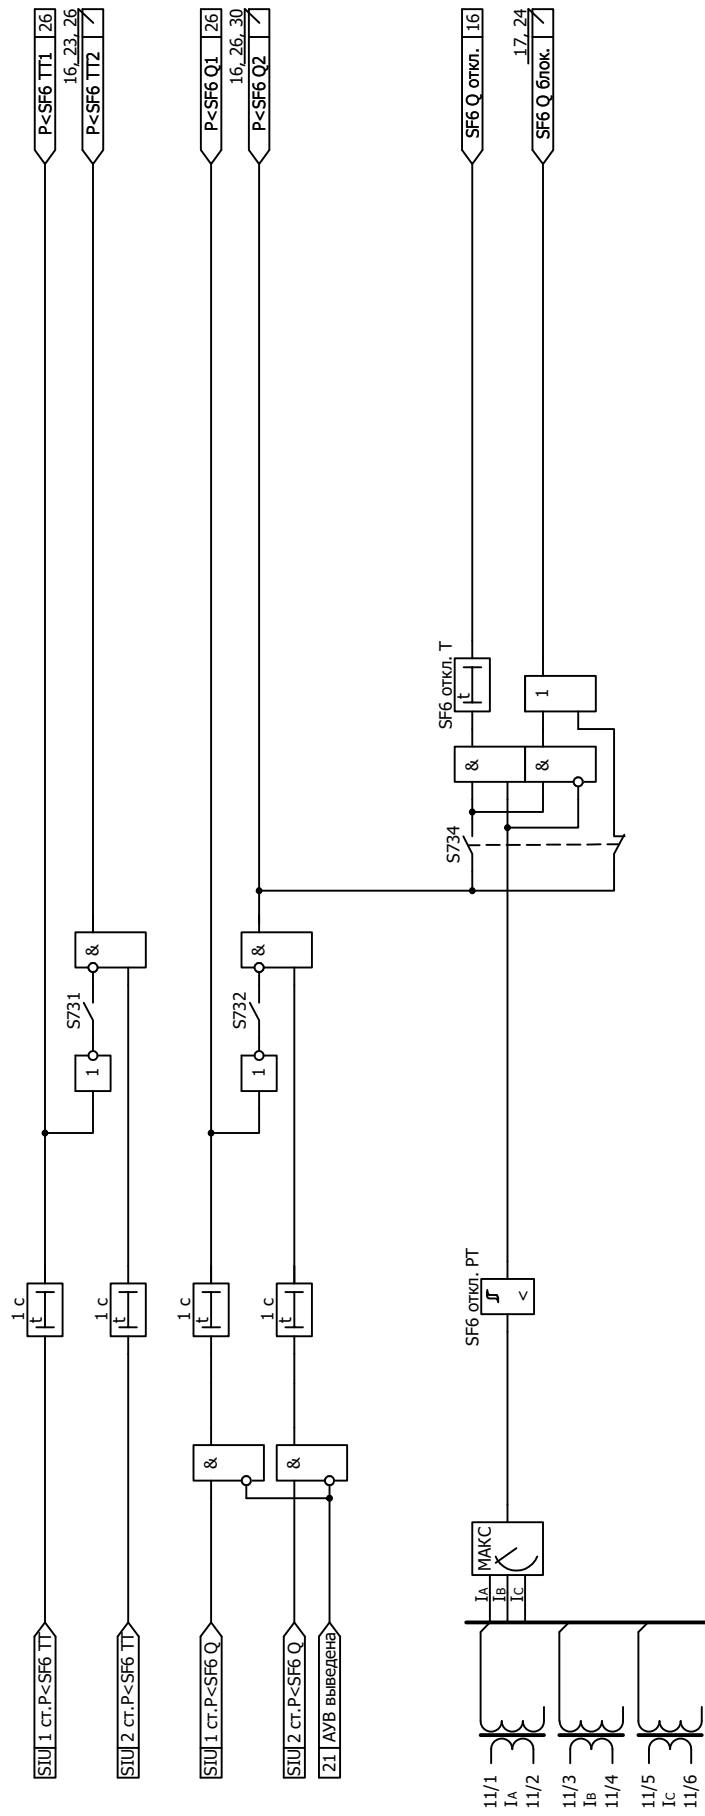 P<SF6 TT1 26
16, 23, 26
P<SF6 TT2
P<SF6 Q1 26
16, 26, 30
P<SF6 Q2
SF6 Q откл. 16
17, 24
SF6 Q блок.
SF6 откл. T
t
1
&
&
S734
&
S731
1
&
S732
1
1 с
t
1 с
t
1 с
t
1 с
t
SF6 откл. РТ
<
&
&
МАКС
IA
IB
IC
SIU 1 ст.P<SF6 TT
SIU 2 ст.P<SF6 TT
SIU 1 ст.P<SF6 Q
SIU 2 ст.P<SF6 Q
21 АУВ выведена
11/1
IA
11/2
11/3
IB
11/4
11/5
IC
11/6